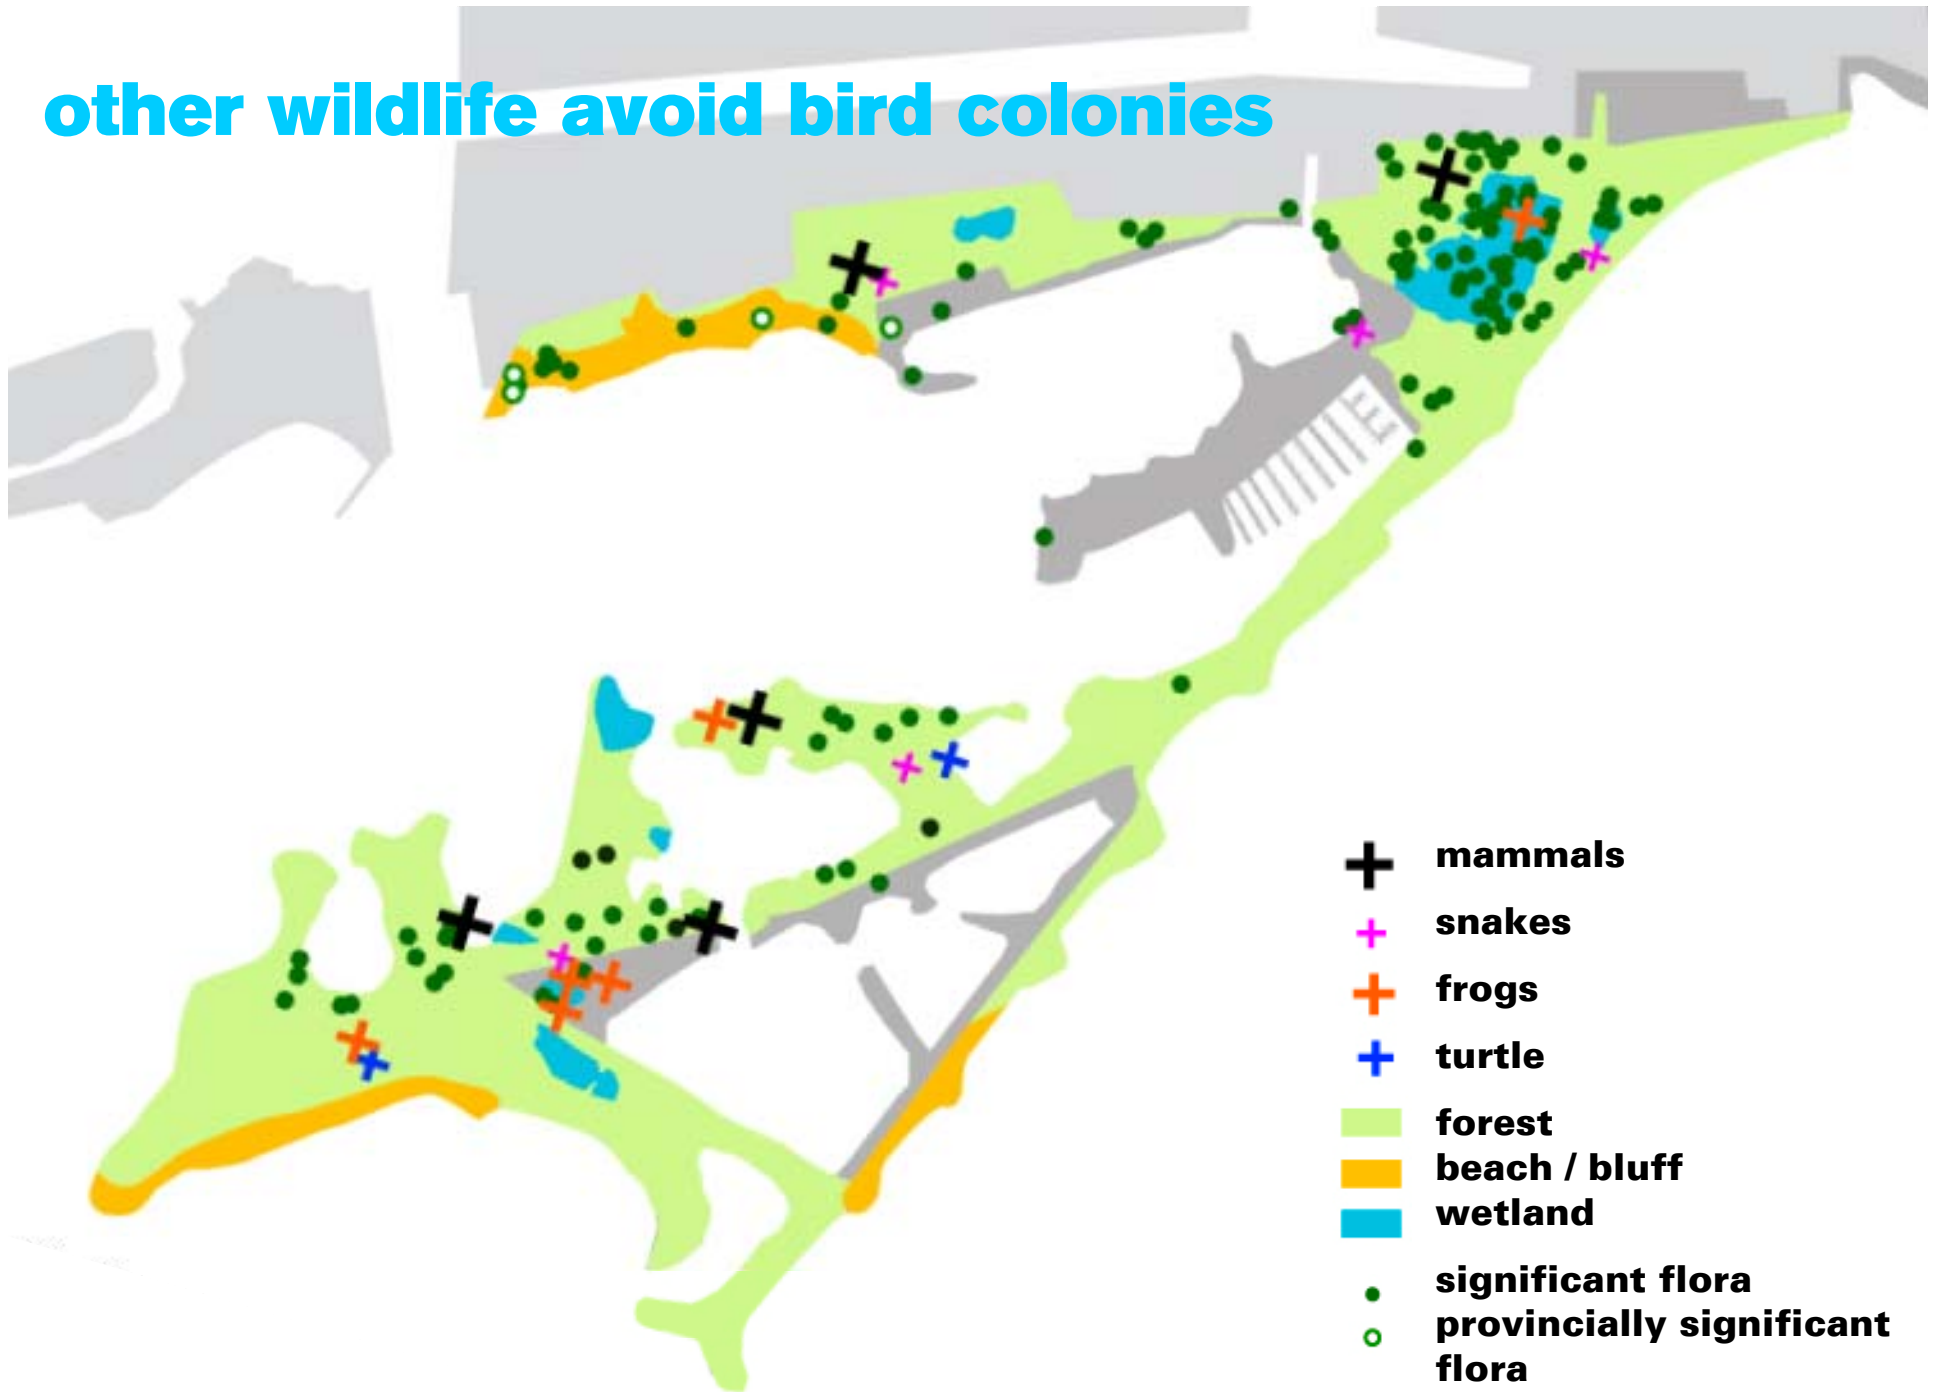 other wildlife avoid bird colonies
mammals
snakes
frogs
turtle
forest
beach / bluff
wetland
significant flora
provincially significant
flora